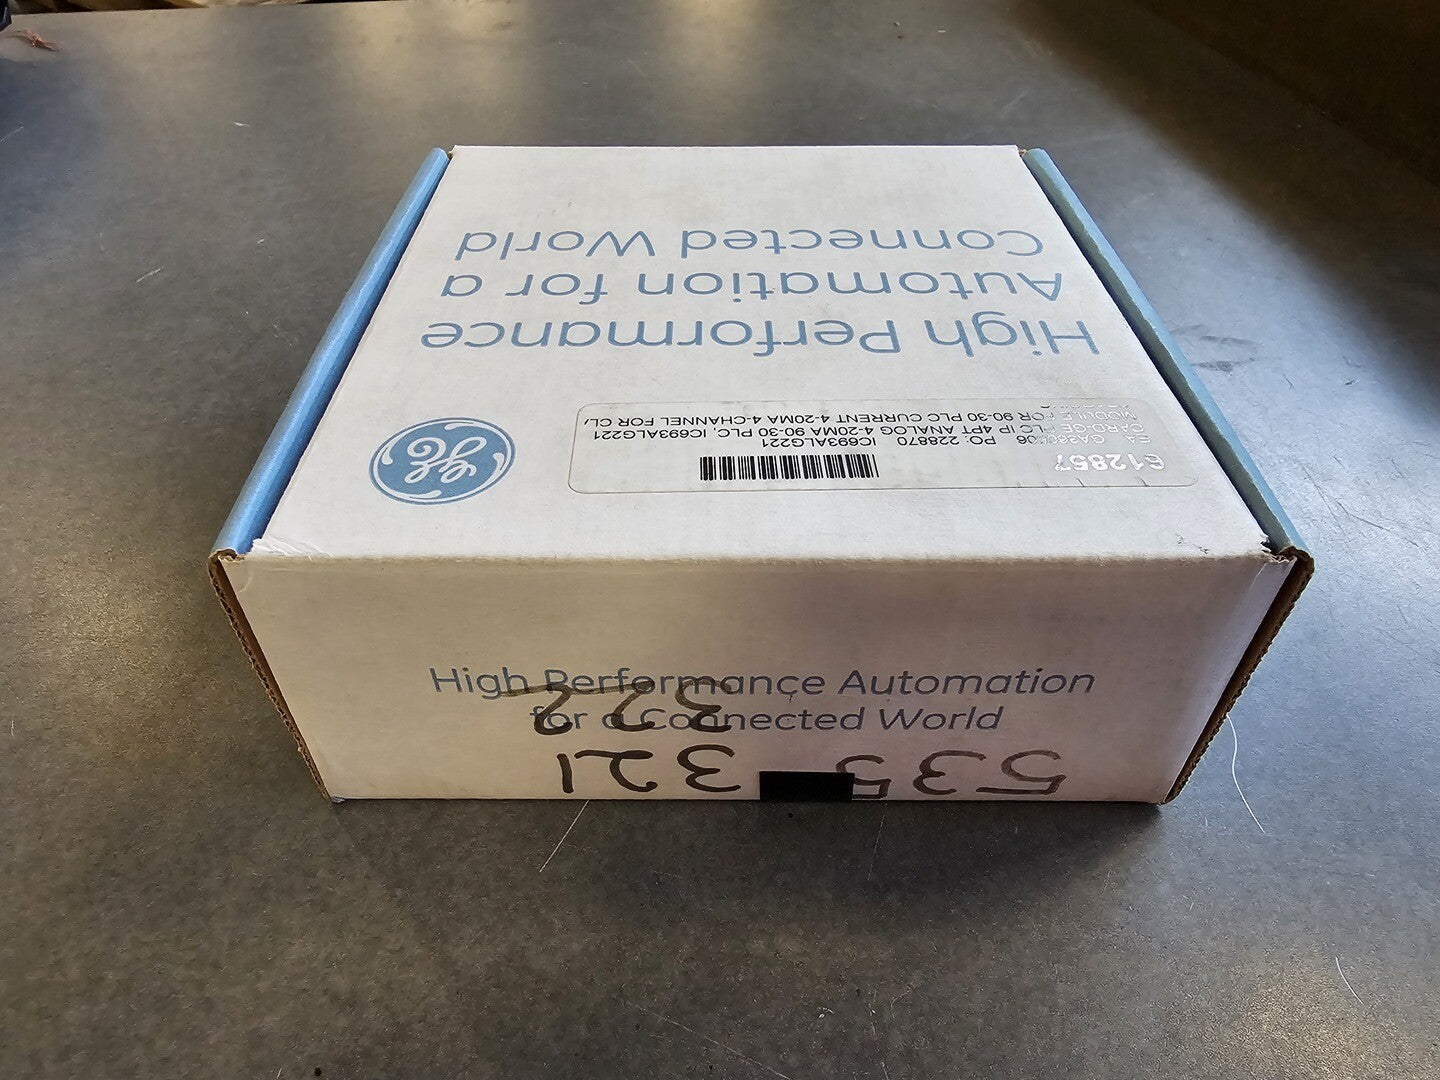 High Performance
Automation for a
Connected World
612857
EA PO: 228870 IC693ALG221
CARD-GE PLC IP 4PT ANALOG 4-20MA 90-30 PLC, IC693ALG221
MODULE FOR 90-30 PLC CURRENT 4-20MA 4-CHANNEL FOR CL
GE
High Performance Automation
for a Connected World
322
535 321